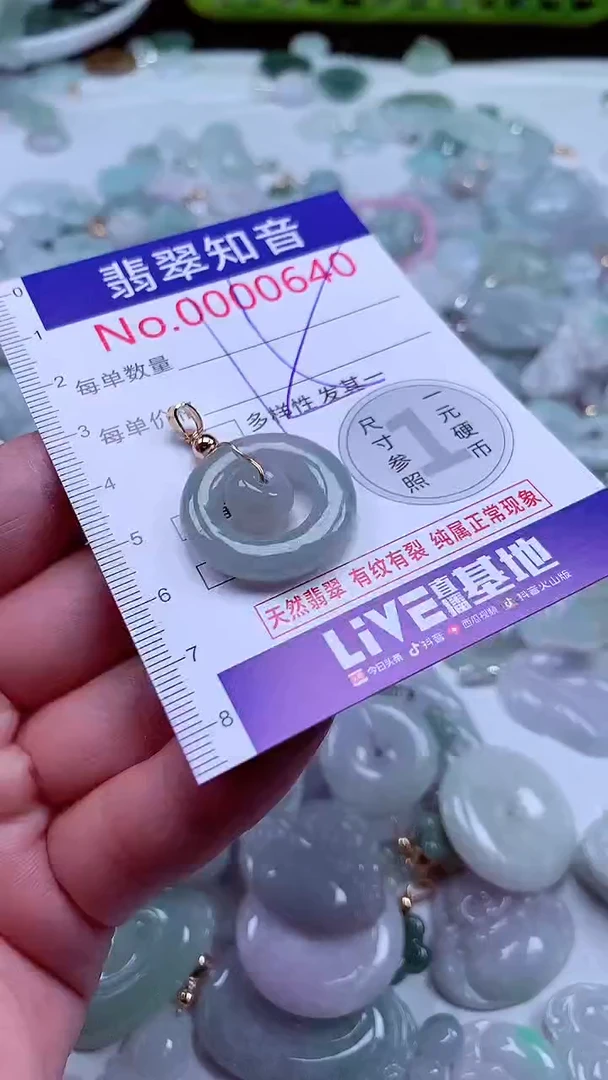 翡翠知音
No.0000640
0
1
2
3
4
5
6
7
8
每单数量
每单价
多样性 发其一
一元硬币
1
尺寸参照
天然翡翠 有纹有裂 纯属正常现象
LiVE直播基地
今日头条 抖音 西瓜视频 抖音火山版